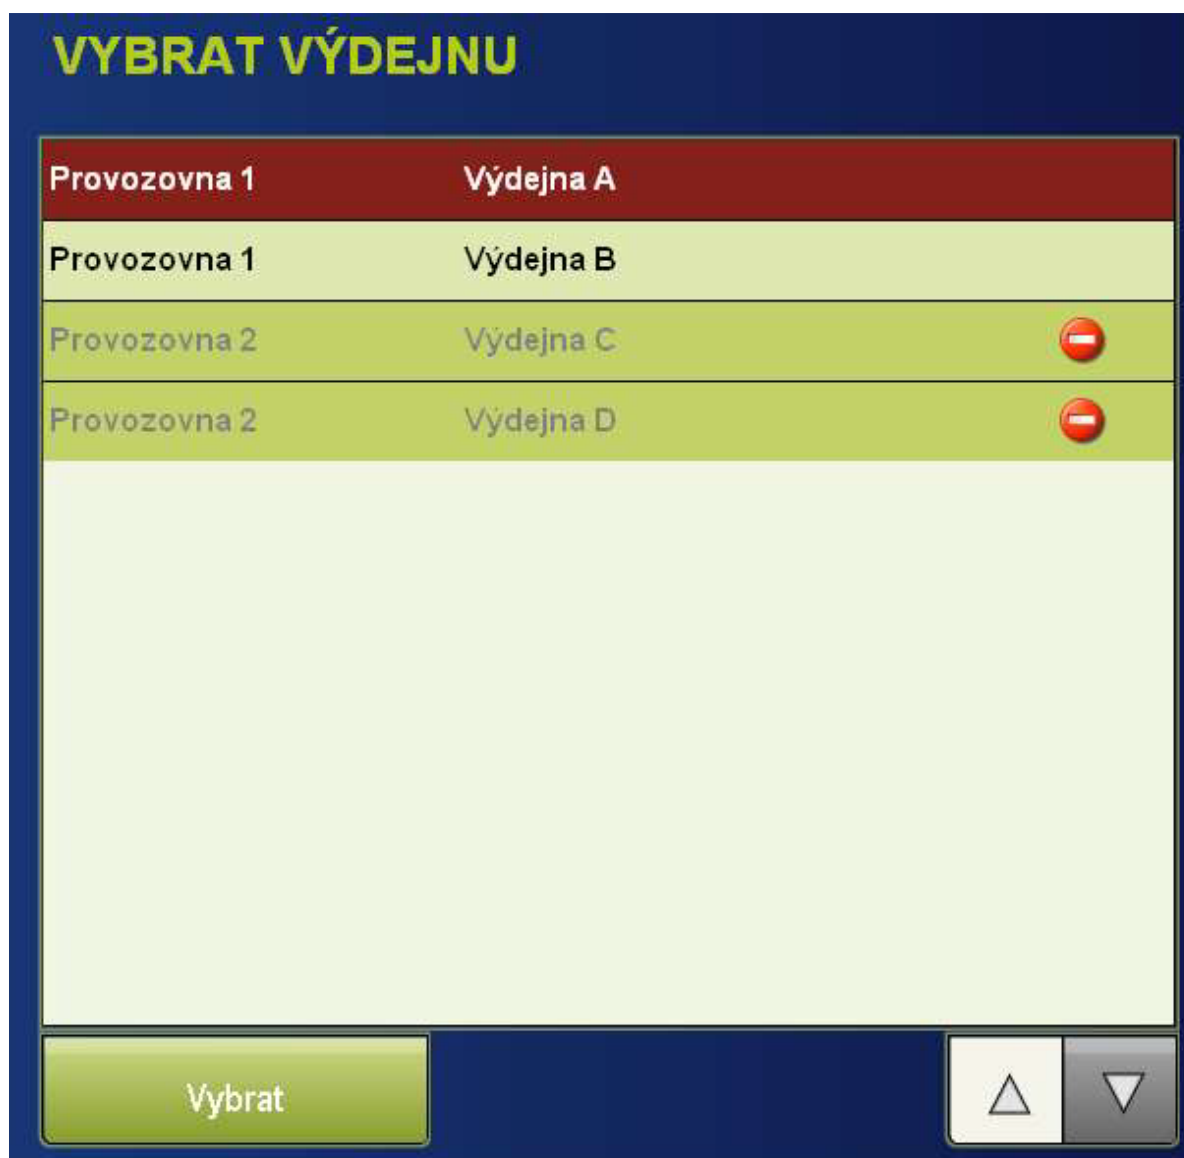 VYBRAT VÝDEJNU
Provozovna 1 Výdejna A
Provozovna 1 Výdejna B
Provozovna 2 Výdejna C
Provozovna 2 Výdejna D
Vybrat